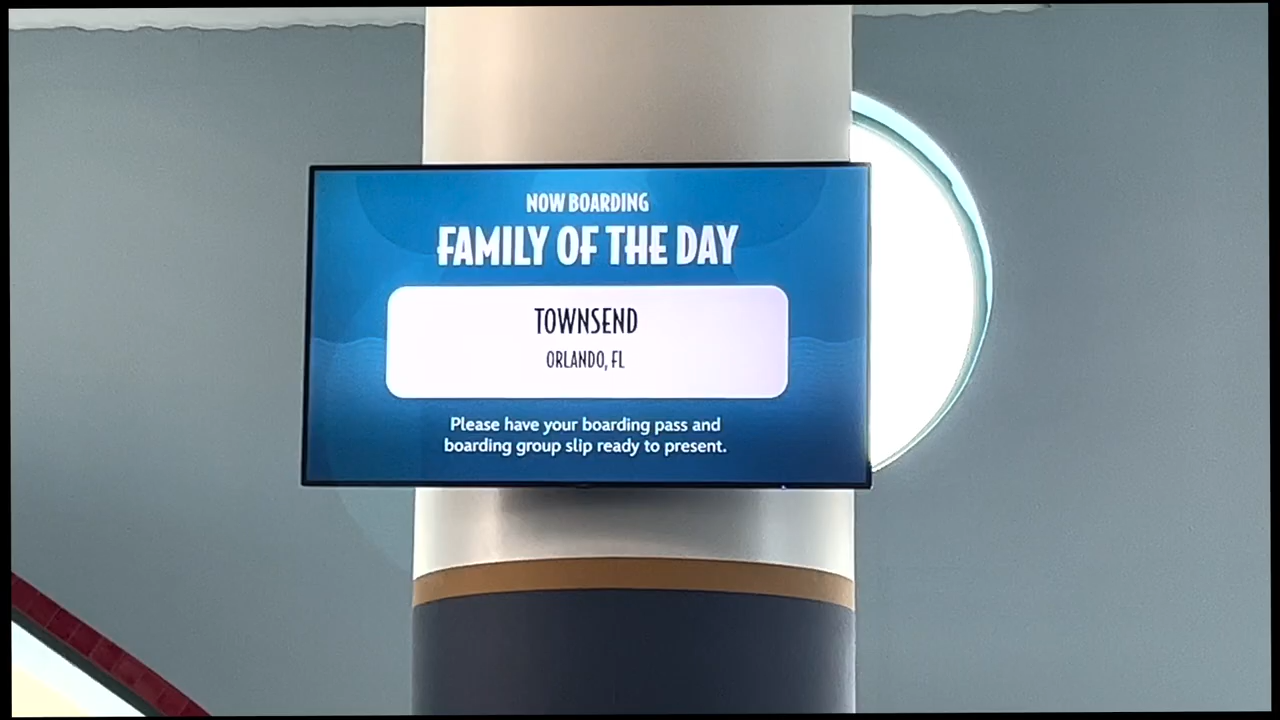 NOW BOARDING
FAMILY OF THE DAY
TOWNSEND
ORLANDO, FL
Please have your boarding pass and
boarding group slip ready to present.